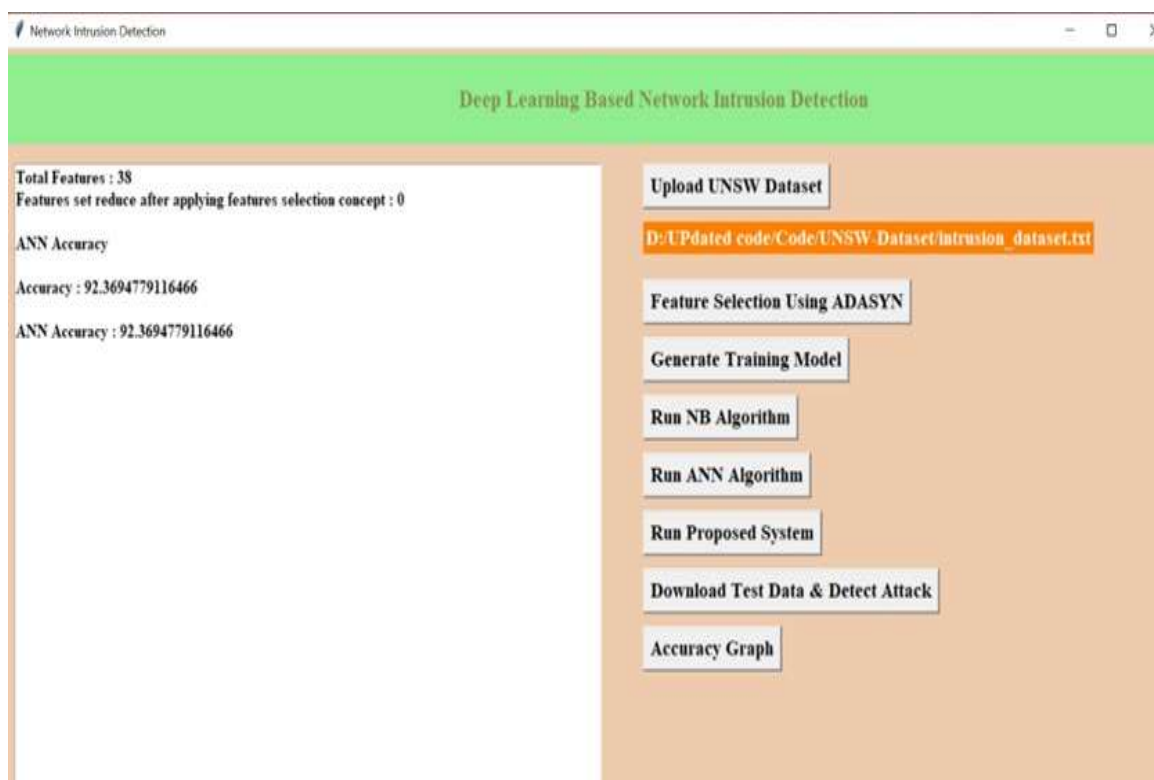 Network Intrusion Detection
Deep Learning Based Network Intrusion Detection
Total Features : 38
Features set reduce after applying features selection concept : 0
ANN Accuracy
Accuracy : 92.3694779116466
ANN Accuracy : 92.3694779116466
Upload UNSW Dataset
D:/UPdated code/Code/UNSW-Dataset/intrusion_dataset.txt
Feature Selection Using ADASYN
Generate Training Model
Run NB Algorithm
Run ANN Algorithm
Run Proposed System
Download Test Data & Detect Attack
Accuracy Graph